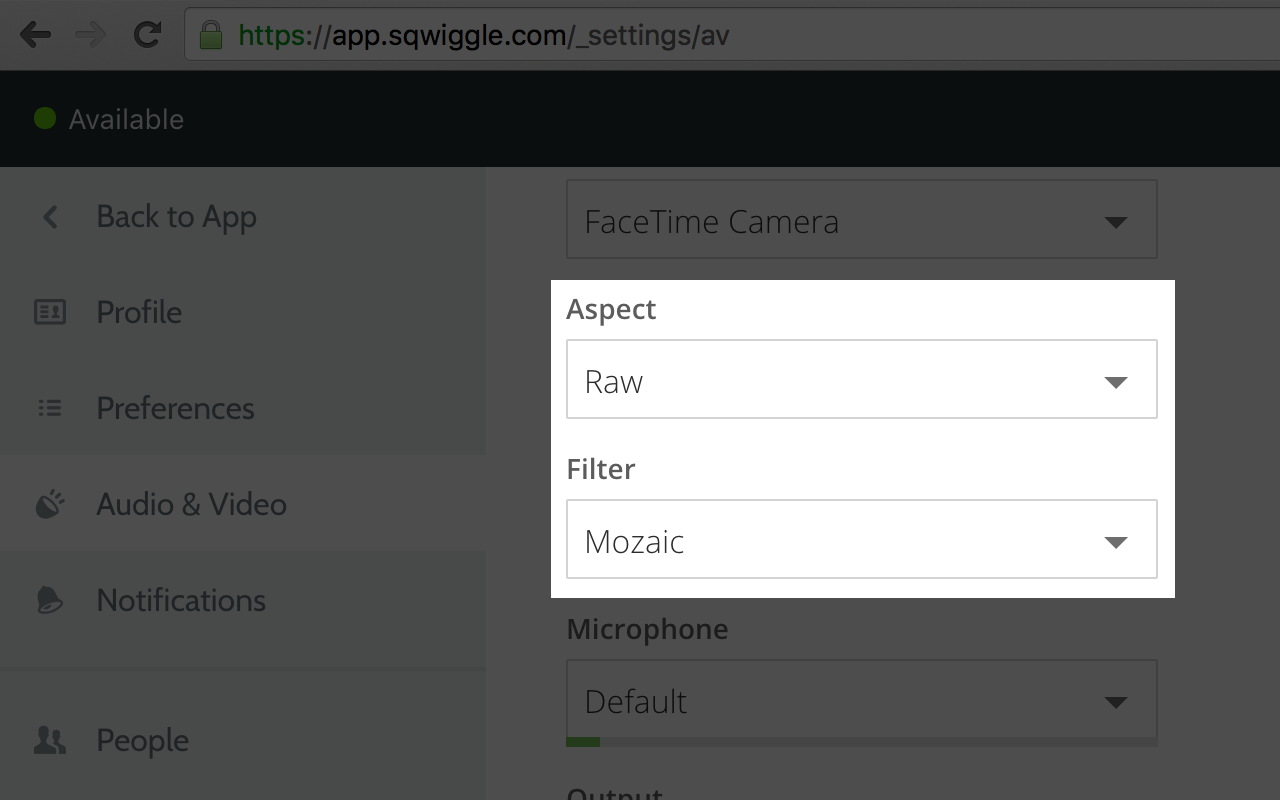 https://app.sqwiggle.com/_settings/av
Available
Back to App
Profile
Preferences
Audio & Video
Notifications
People
FaceTime Camera
Aspect
Raw
Filter
Mozaic
Microphone
Default
Output